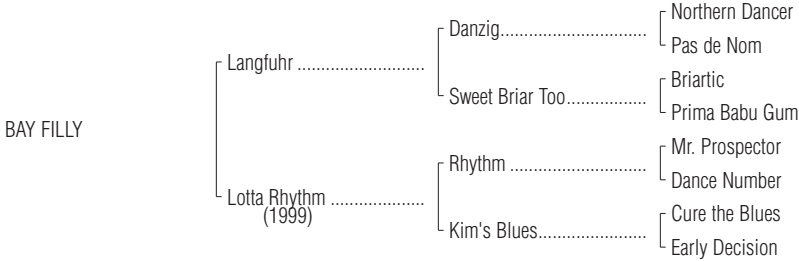 Northern Dancer
Danzig..............................
Pas de Nom
Langfuhr ..........................
Briartic
Sweet Briar Too.................
Prima Babu Gum
BAY FILLY
Mr. Prospector
Rhythm ............................
Dance Number
Lotta Rhythm ...................
(1999)
Cure the Blues
Kim's Blues.......................
Early Decision